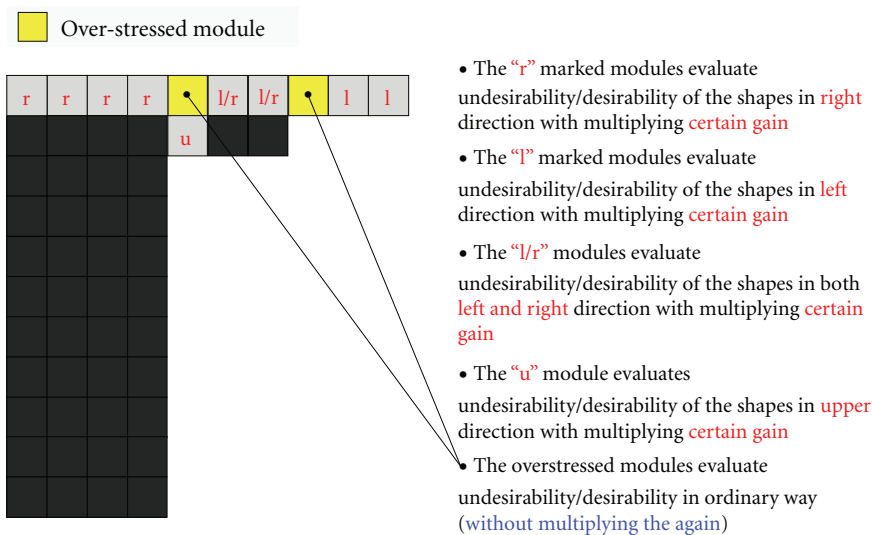 Over-stressed module
r r r r l/r l/r l l
u
• The “r” marked modules evaluate
undesirability/desirability of the shapes in right
direction with multiplying certain gain
• The “l” marked modules evaluate
undesirability/desirability of the shapes in left
direction with multiplying certain gain
• The “l/r” modules evaluate
undesirability/desirability of the shapes in both
left and right direction with multiplying certain
gain
• The “u” module evaluates
undesirability/desirability of the shapes in upper
direction with multiplying certain gain
• The overstressed modules evaluate
undesirability/desirability in ordinary way
(without multiplying the again)